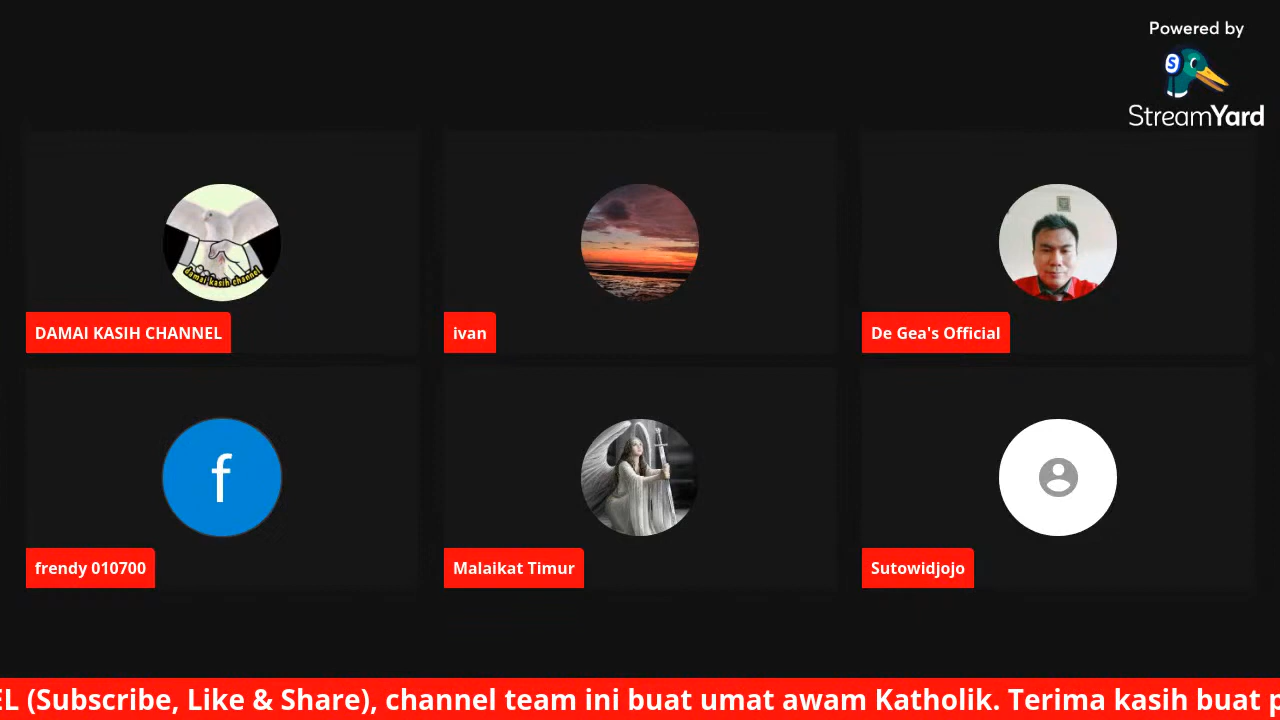 Powered by
S
StreamYard
damai kasih channel
DAMAI KASIH CHANNEL
ivan
De Gea's Official
f
frendy 010700
Malaikat Timur
Sutowidjojo
EL (Subscribe, Like & Share), channel team ini buat umat awam Katholik. Terima kasih buat p